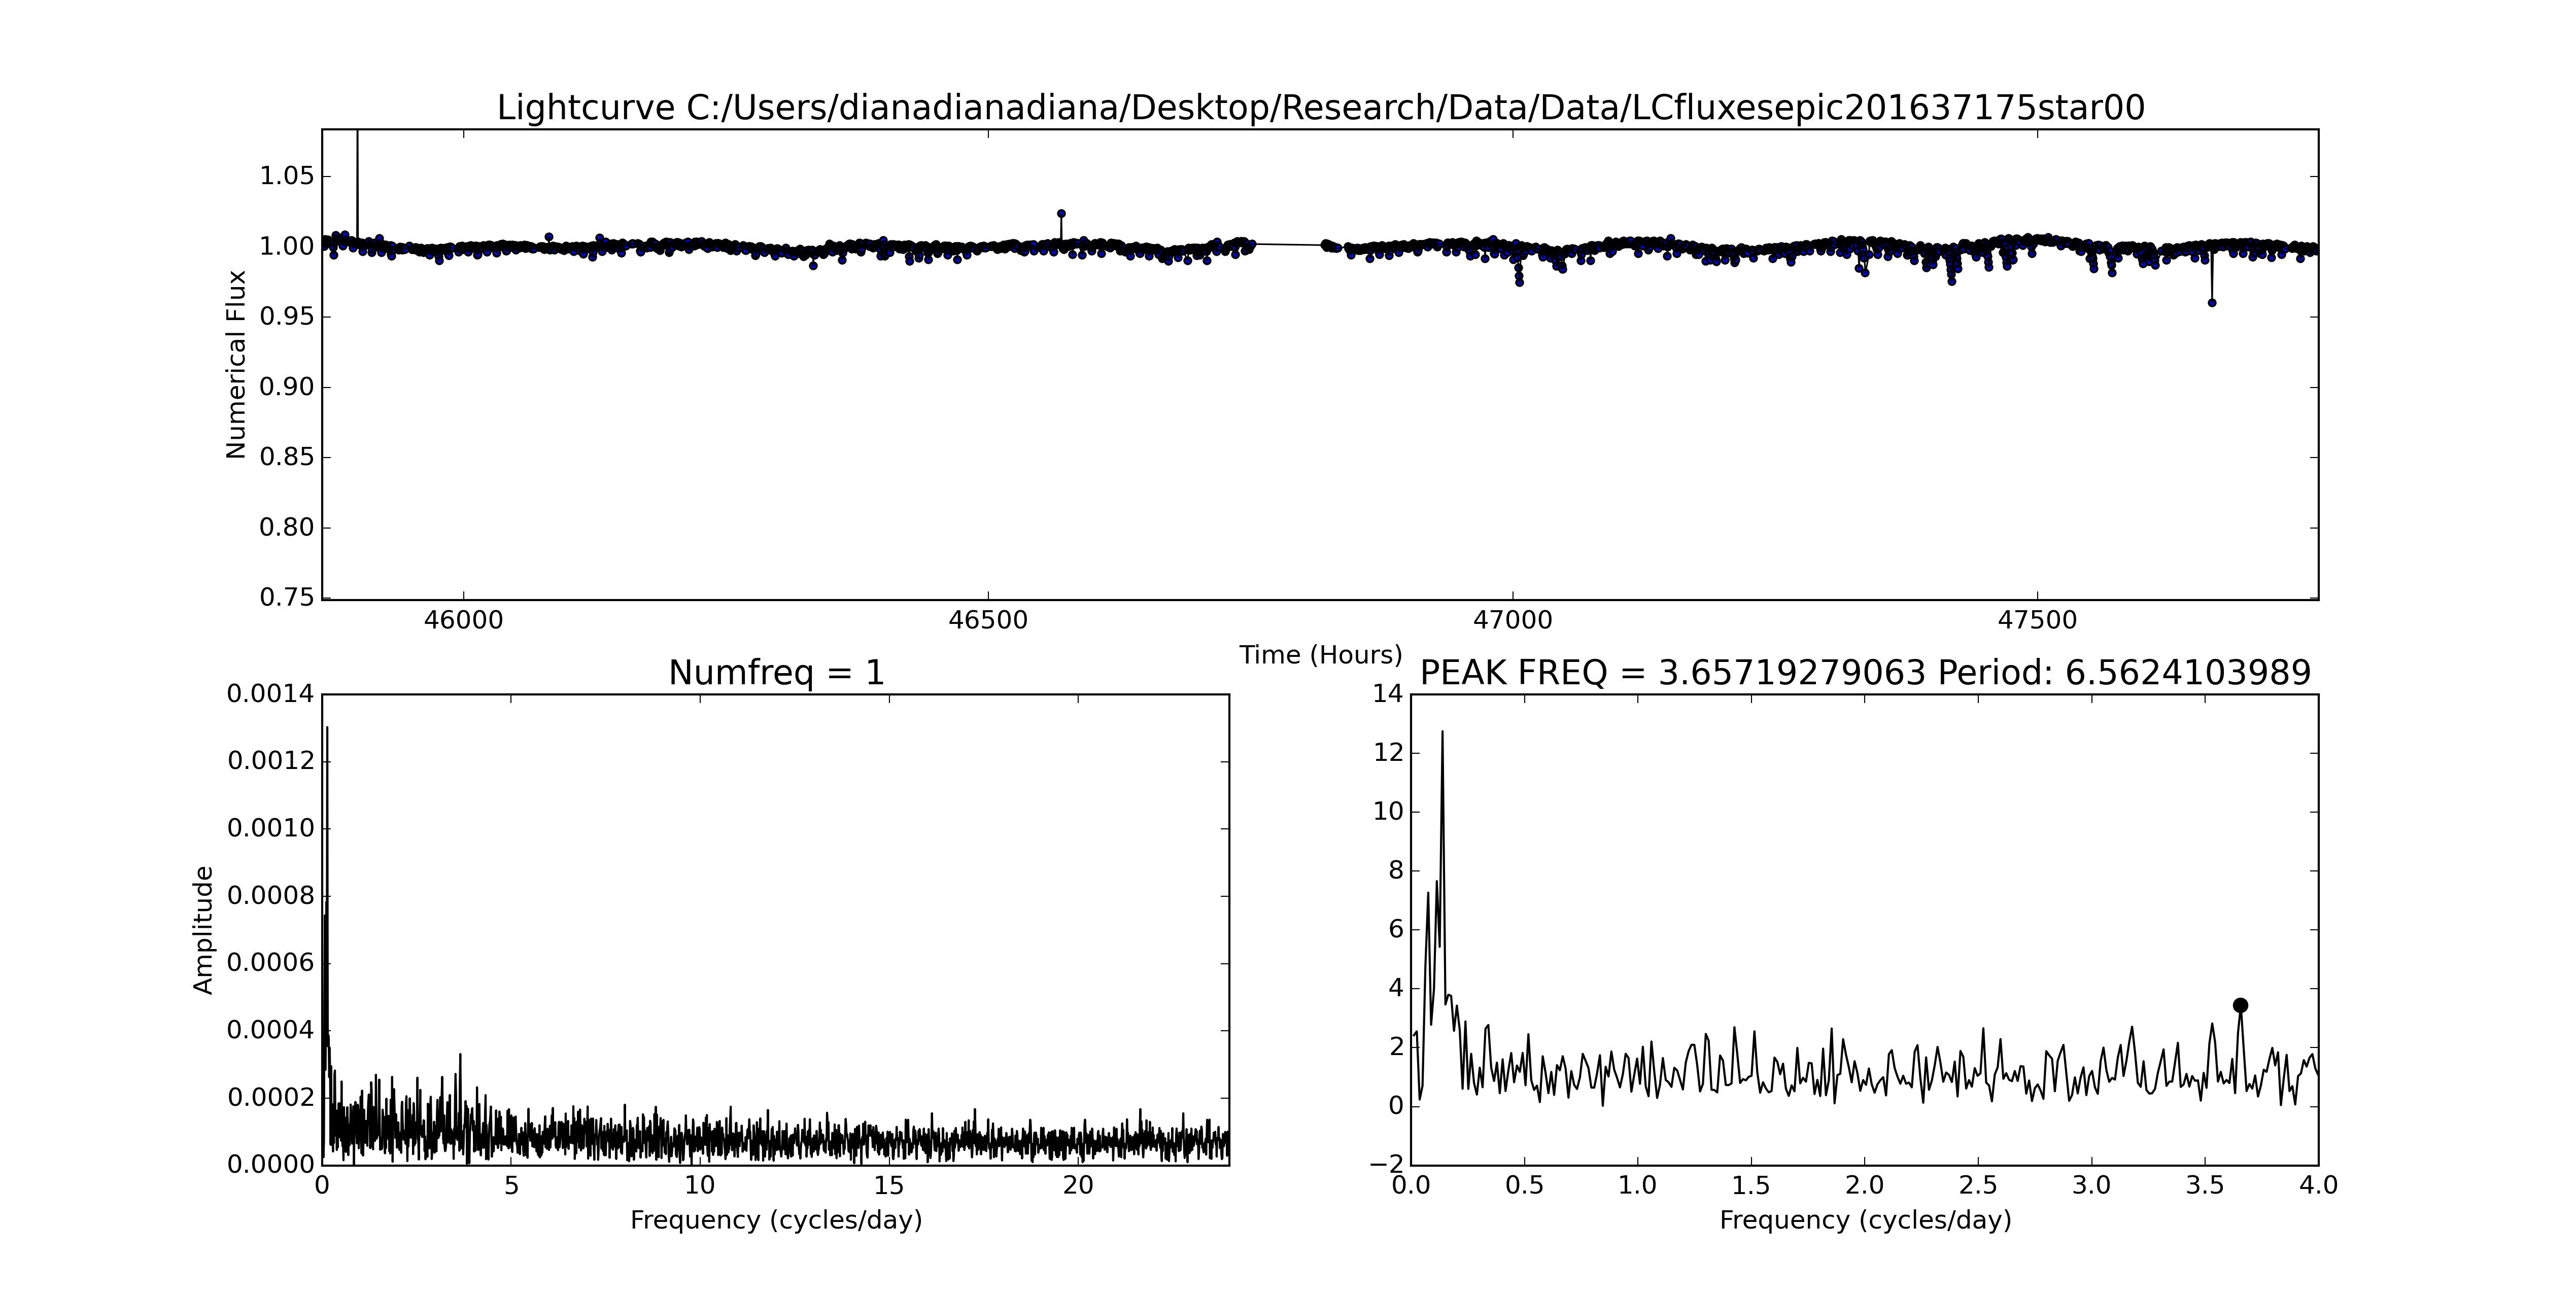 Lightcurve C:/Users/dianadianadiana/Desktop/Research/Data/Data/LCfluxesepic201637175star00
Numerical Flux
1.05
1.00
0.95
0.90
0.85
0.80
0.75
46000 46500 47000 47500
Time (Hours)
Numfreq = 1
Amplitude
0.0014
0.0012
0.0010
0.0008
0.0006
0.0004
0.0002
0.0000
0 5 10 15 20
Frequency (cycles/day)
PEAK FREQ = 3.65719279063 Period: 6.5624103989
14
12
10
8
6
4
2
0
−2
0.0 0.5 1.0 1.5 2.0 2.5 3.0 3.5 4.0
Frequency (cycles/day)